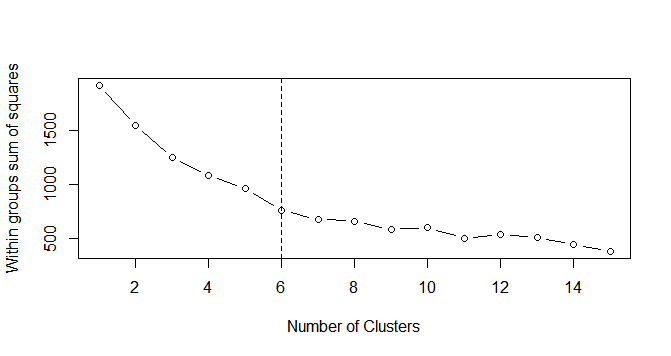 Within groups sum of squares
1500
1000
500
2 4 6 8 10 12 14
Number of Clusters